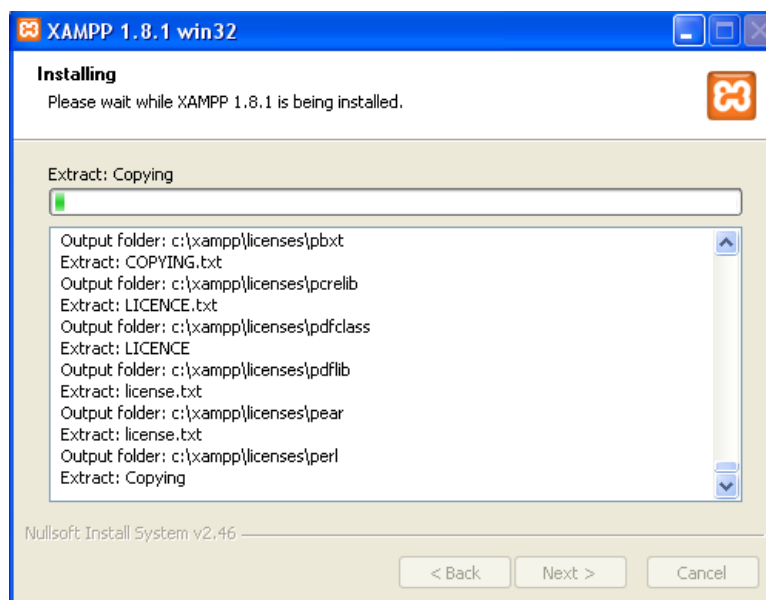 XAMPP 1.8.1 win32
Installing
Please wait while XAMPP 1.8.1 is being installed.
Extract: Copying
Output folder: c:\xampp\licenses\pbxt
Extract: COPYING.txt
Output folder: c:\xampp\licenses\pcrelib
Extract: LICENCE.txt
Output folder: c:\xampp\licenses\pdfclass
Extract: LICENCE
Output folder: c:\xampp\licenses\pdflib
Extract: license.txt
Output folder: c:\xampp\licenses\pear
Extract: license.txt
Output folder: c:\xampp\licenses\perl
Extract: Copying
Nullsoft Install System v2.46
< Back Next > Cancel